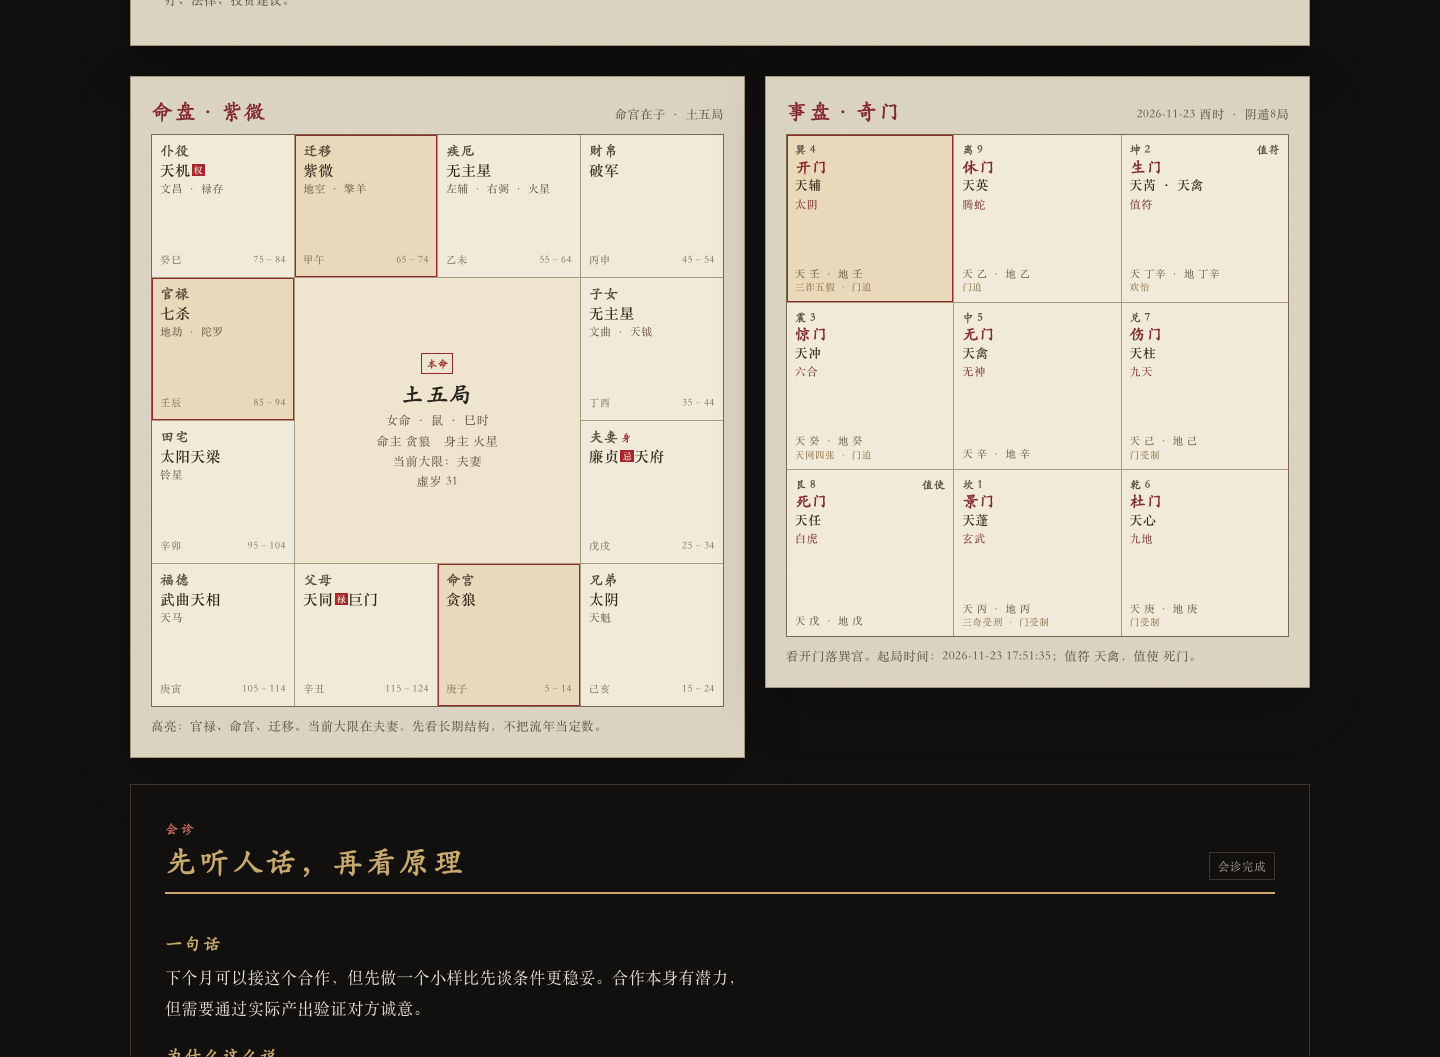 疗、法律、投资建议。
命盘 · 紫微
命宫在子 · 土五局
仆役
天机权
文昌 · 禄存
癸巳 75 – 84
迁移
紫微
地空 · 擎羊
甲午 65 – 74
疾厄
无主星
左辅 · 右弼 · 火星
乙未 55 – 64
财帛
破军
丙申 45 – 54
官禄
七杀
地劫 · 陀罗
壬辰 85 – 94
本命
土五局
女命 · 鼠 · 巳时
命主 贪狼 身主 火星
当前大限：夫妻
虚岁 31
子女
无主星
文曲 · 天钺
丁酉 35 – 44
田宅
太阳天梁
铃星
辛卯 95 – 104
夫妻 身
廉贞忌天府
戊戌 25 – 34
福德
武曲天相
天马
庚寅 105 – 114
父母
天同禄巨门
辛丑 115 – 124
命宫
贪狼
庚子 5 – 14
兄弟
太阴
天魁
己亥 15 – 24
高亮：官禄、命宫、迁移。当前大限在夫妻，先看长期结构，不把流年当定数。
事盘 · 奇门
2026-11-23 酉时 · 阴遁8局
巽 4
开门
天辅
太阴
天 壬 · 地 壬
三诈五假 · 门迫
离 9
休门
天英
腾蛇
天 乙 · 地 乙
门迫
坤 2 值符
生门
天芮 · 天禽
值符
天 丁辛 · 地 丁辛
欢怡
震 3
惊门
天冲
六合
天 癸 · 地 癸
天网四张 · 门迫
中 5
无门
天禽
无神
天 辛 · 地 辛
兑 7
伤门
天柱
九天
天 己 · 地 己
门受制
艮 8 值使
死门
天任
白虎
天 戊 · 地 戊
坎 1
景门
天蓬
玄武
天 丙 · 地 丙
三奇受刑 · 门受制
乾 6
杜门
天心
九地
天 庚 · 地 庚
门受制
看开门落巽宫。起局时间：2026-11-23 17:51:35；值符 天禽，值使 死门。
会诊
先听人话，再看原理
会诊完成
一句话
下个月可以接这个合作，但先做一个小样比先谈条件更稳妥。合作本身有潜力，
但需要通过实际产出验证对方诚意。
为什么这么说